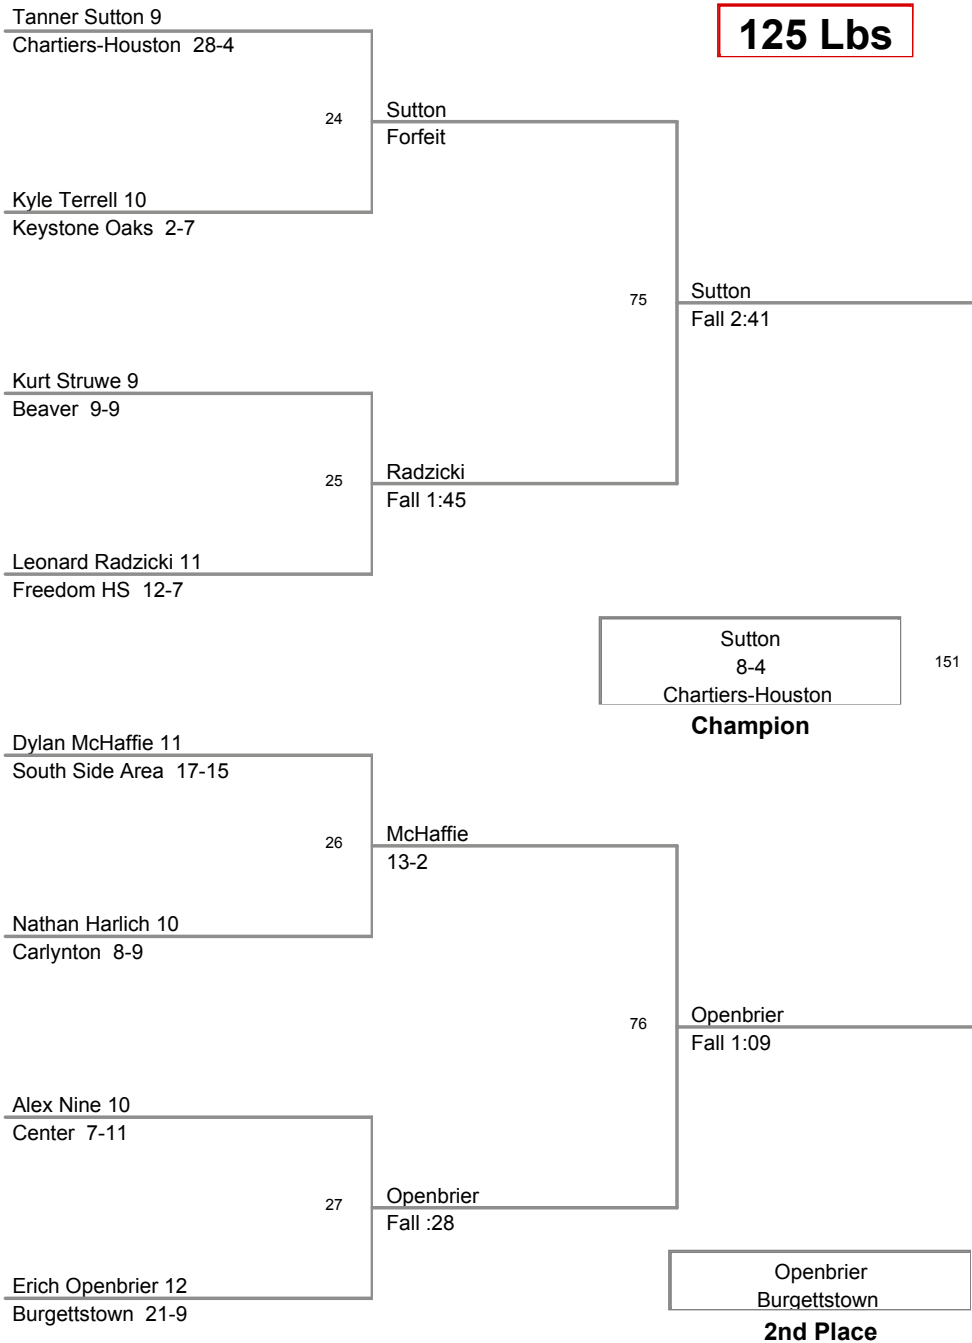 Tanner Sutton 9
Chartiers-Houston 28-4
125 Lbs
24
Sutton
Forfeit
Kyle Terrell 10
Keystone Oaks 2-7
75
Sutton
Fall 2:41
Kurt Struwe 9
Beaver 9-9
25
Radzicki
Fall 1:45
Leonard Radzicki 11
Freedom HS 12-7
Sutton
8-4
Chartiers-Houston
151
Champion
Dylan McHaffie 11
South Side Area 17-15
26
McHaffie
13-2
Nathan Harlich 10
Carlynton 8-9
76
Openbrier
Fall 1:09
Alex Nine 10
Center 7-11
27
Openbrier
Fall :28
Erich Openbrier 12
Burgettstown 21-9
Openbrier
Burgettstown
2nd Place